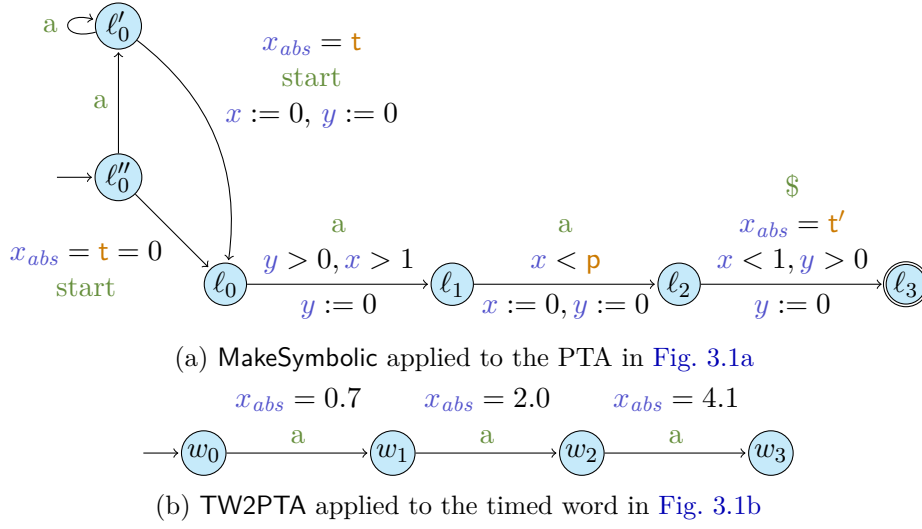 a
ℓ′₀
x_abs = t
start
x := 0, y := 0
a
ℓ″₀
x_abs = t = 0
start
ℓ₀
a
y > 0, x > 1
y := 0
ℓ₁
a
x < p
x := 0, y := 0
ℓ₂
$
x_abs = t′
x < 1, y > 0
y := 0
ℓ₃
(a) MakeSymbolic applied to the PTA in Fig. 3.1a
x_abs = 0.7
x_abs = 2.0
x_abs = 4.1
w₀
a
w₁
a
w₂
a
w₃
(b) TW2PTA applied to the timed word in Fig. 3.1b